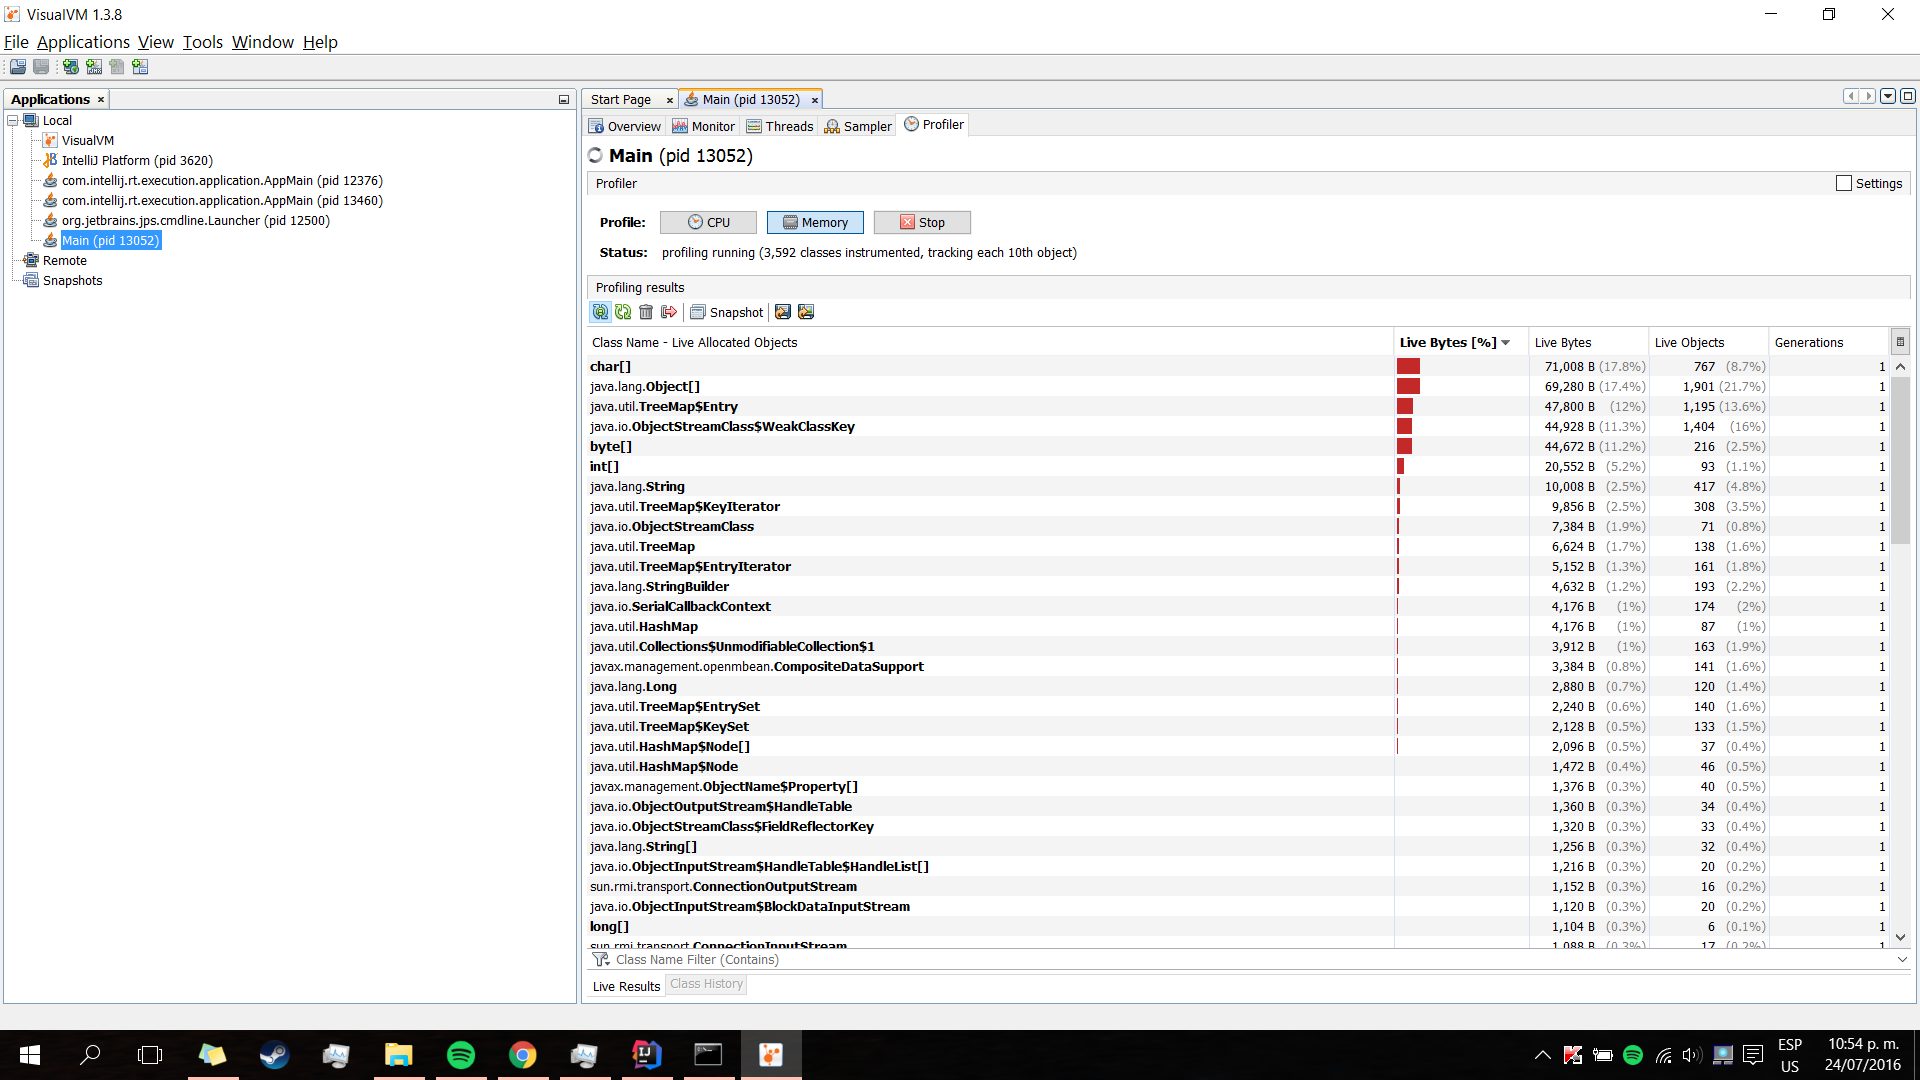 VisualVM 1.3.8
File Applications View Tools Window Help
Applications
Local
VisualVM
IntelliJ Platform (pid 3620)
com.intellij.rt.execution.application.AppMain (pid 12376)
com.intellij.rt.execution.application.AppMain (pid 13460)
org.jetbrains.jps.cmdline.Launcher (pid 12500)
Main (pid 13052)
Remote
Snapshots
Start Page Main (pid 13052)
Overview Monitor Threads Sampler Profiler
Main (pid 13052)
Profiler Settings
Profile: CPU Memory Stop
Status: profiling running (3,592 classes instrumented, tracking each 10th object)
Profiling results
Snapshot
Class Name - Live Allocated Objects Live Bytes [%] Live Bytes Live Objects Generations
char[] 71,008 B (17.8%) 767 (8.7%) 1
java.lang.Object[] 69,280 B (17.4%) 1,901 (21.7%) 1
java.util.TreeMap$Entry 47,800 B (12%) 1,195 (13.6%) 1
java.io.ObjectStreamClass$WeakClassKey 44,928 B (11.3%) 1,404 (16%) 1
byte[] 44,672 B (11.2%) 216 (2.5%) 1
int[] 20,552 B (5.2%) 93 (1.1%) 1
java.lang.String 10,008 B (2.5%) 417 (4.8%) 1
java.util.TreeMap$KeyIterator 9,856 B (2.5%) 308 (3.5%) 1
java.io.ObjectStreamClass 7,384 B (1.9%) 71 (0.8%) 1
java.util.TreeMap 6,624 B (1.7%) 138 (1.6%) 1
java.util.TreeMap$EntryIterator 5,152 B (1.3%) 161 (1.8%) 1
java.lang.StringBuilder 4,632 B (1.2%) 193 (2.2%) 1
java.io.SerialCallbackContext 4,176 B (1%) 174 (2%) 1
java.util.HashMap 4,176 B (1%) 87 (1%) 1
java.util.Collections$UnmodifiableCollection$1 3,912 B (1%) 163 (1.9%) 1
javax.management.openmbean.CompositeDataSupport 3,384 B (0.8%) 141 (1.6%) 1
java.lang.Long 2,880 B (0.7%) 120 (1.4%) 1
java.util.TreeMap$EntrySet 2,240 B (0.6%) 140 (1.6%) 1
java.util.TreeMap$KeySet 2,128 B (0.5%) 133 (1.5%) 1
java.util.HashMap$Node[] 2,096 B (0.5%) 37 (0.4%) 1
java.util.HashMap$Node 1,472 B (0.4%) 46 (0.5%) 1
javax.management.ObjectName$Property[] 1,376 B (0.3%) 40 (0.5%) 1
java.io.ObjectOutputStream$HandleTable 1,360 B (0.3%) 34 (0.4%) 1
java.io.ObjectStreamClass$FieldReflectorKey 1,320 B (0.3%) 33 (0.4%) 1
java.lang.String[] 1,256 B (0.3%) 32 (0.4%) 1
java.io.ObjectInputStream$HandleTable$HandleList[] 1,216 B (0.3%) 20 (0.2%) 1
sun.rmi.transport.ConnectionOutputStream 1,152 B (0.3%) 16 (0.2%) 1
java.io.ObjectInputStream$BlockDataInputStream 1,120 B (0.3%) 20 (0.2%) 1
long[] 1,104 B (0.3%) 6 (0.1%) 1
sun.rmi.transport.ConnectionInputStream 1,088 B (0.3%) 17 (0.2%) 1
Class Name Filter (Contains)
Live Results Class History
ESP
US
10:54 p. m.
24/07/2016